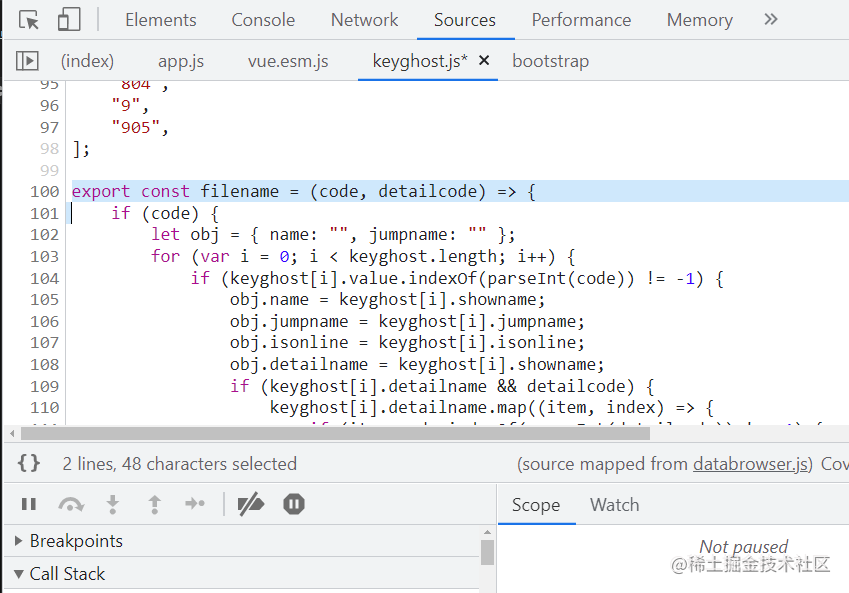 Elements Console Network Sources Performance Memory »
(index) app.js vue.esm.js keyghost.js* × bootstrap
95 "804",
96 "9",
97 "905",
98 ];
99
100 export const filename = (code, detailcode) => {
101 if (code) {
102 let obj = { name: "", jumpname: "" };
103 for (var i = 0; i < keyghost.length; i++) {
104 if (keyghost[i].value.indexOf(parseInt(code)) != -1) {
105 obj.name = keyghost[i].showname;
106 obj.jumpname = keyghost[i].jumpname;
107 obj.isonline = keyghost[i].isonline;
108 obj.detailname = keyghost[i].showname;
109 if (keyghost[i].detailname && detailcode) {
110 keyghost[i].detailname.map((item, index) => {
{} 2 lines, 48 characters selected (source mapped from databrowser.js) Cov
Scope Watch
Breakpoints
Not paused
Call Stack
@稀土掘金技术社区